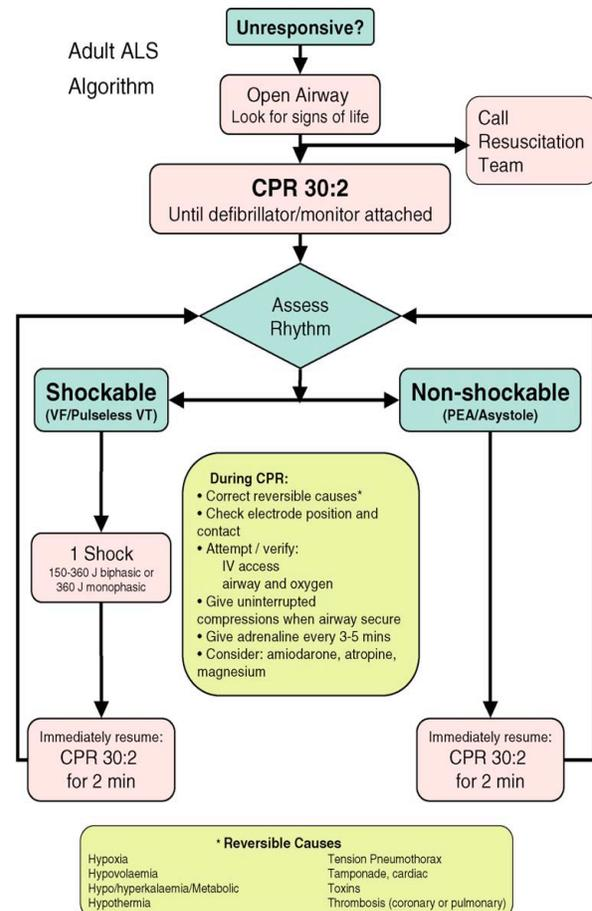 Adult ALS
Algorithm
Unresponsive?
Open Airway
Look for signs of life
Call
Resuscitation
Team
CPR 30:2
Until defibrillator/monitor attached
Assess
Rhythm
Shockable
(VF/Pulseless VT)
Non-shockable
(PEA/Asystole)
1 Shock
150-360 J biphasic or
360 J monophasic
During CPR:
• Correct reversible causes*
• Check electrode position and
contact
• Attempt / verify:
IV access
airway and oxygen
• Give uninterrupted
compressions when airway secure
• Give adrenaline every 3-5 mins
• Consider: amiodarone, atropine,
magnesium
Immediately resume:
CPR 30:2
for 2 min
Immediately resume:
CPR 30:2
for 2 min
* Reversible Causes
Hypoxia
Hypovolaemia
Hypo/hyperkalaemia/Metabolic
Hypothermia
Tension Pneumothorax
Tamponade, cardiac
Toxins
Thrombosis (coronary or pulmonary)